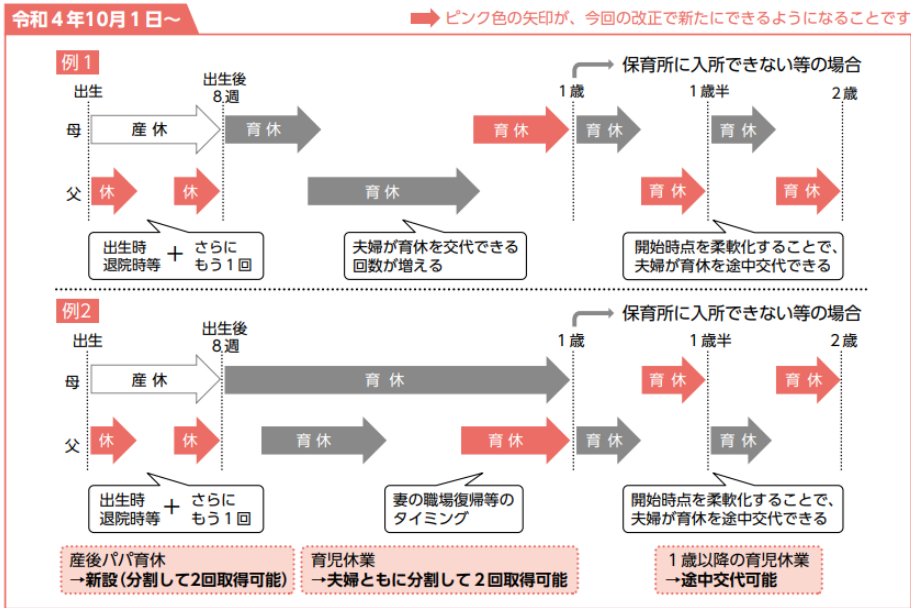 令和４年10月１日～
ピンク色の矢印が、今回の改正で新たにできるようになることです
例１
保育所に入所できない等の場合
出生
出生後
８週
１歳
１歳半
２歳
母
産 休
育 休
育 休
育 休
育 休
父
休
休
育 休
育 休
育 休
出生時
退院時等
＋
さらに
もう１回
夫婦が育休を交代できる
回数が増える
開始時点を柔軟化することで、
夫婦が育休を途中交代できる
例2
保育所に入所できない等の場合
出生
出生後
８週
１歳
１歳半
２歳
母
産 休
育 休
育 休
育 休
父
休
休
育 休
育 休
育 休
育 休
出生時
退院時等
＋
さらに
もう１回
妻の職場復帰等の
タイミング
開始時点を柔軟化することで、
夫婦が育休を途中交代できる
産後パパ育休
→新設（分割して2回取得可能）
育児休業
→夫婦ともに分割して２回取得可能
１歳以降の育児休業
→途中交代可能